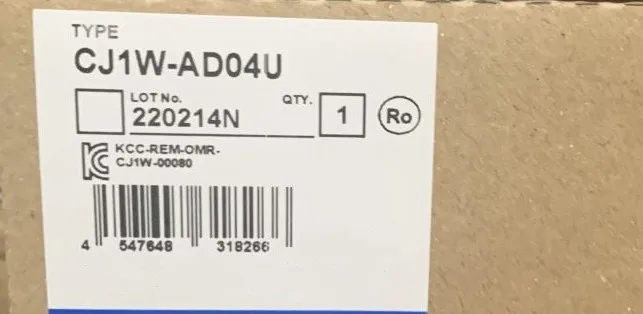 TYPE
CJ1W-AD04U
LOT No. QTY.
220214N 1 Ro
KCC-REM-OMR-
CJ1W-00080
4 547648 318266